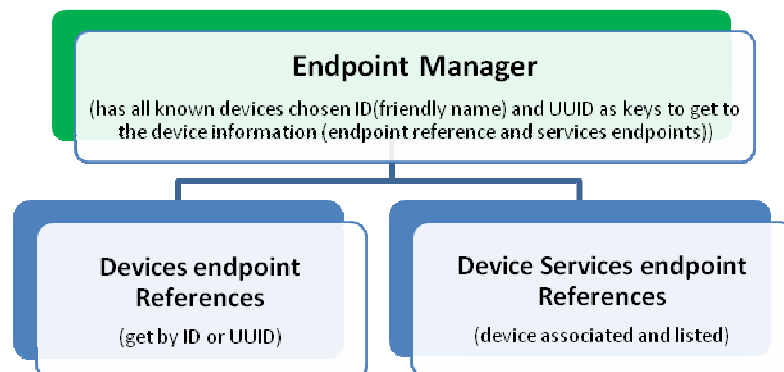 Endpoint Manager
(has all known devices chosen ID(friendly name) and UUID as keys to get to
the device information (endpoint reference and services endpoints))
Devices endpoint
References
(get by ID or UUID)
Device Services endpoint
References
(device associated and listed)